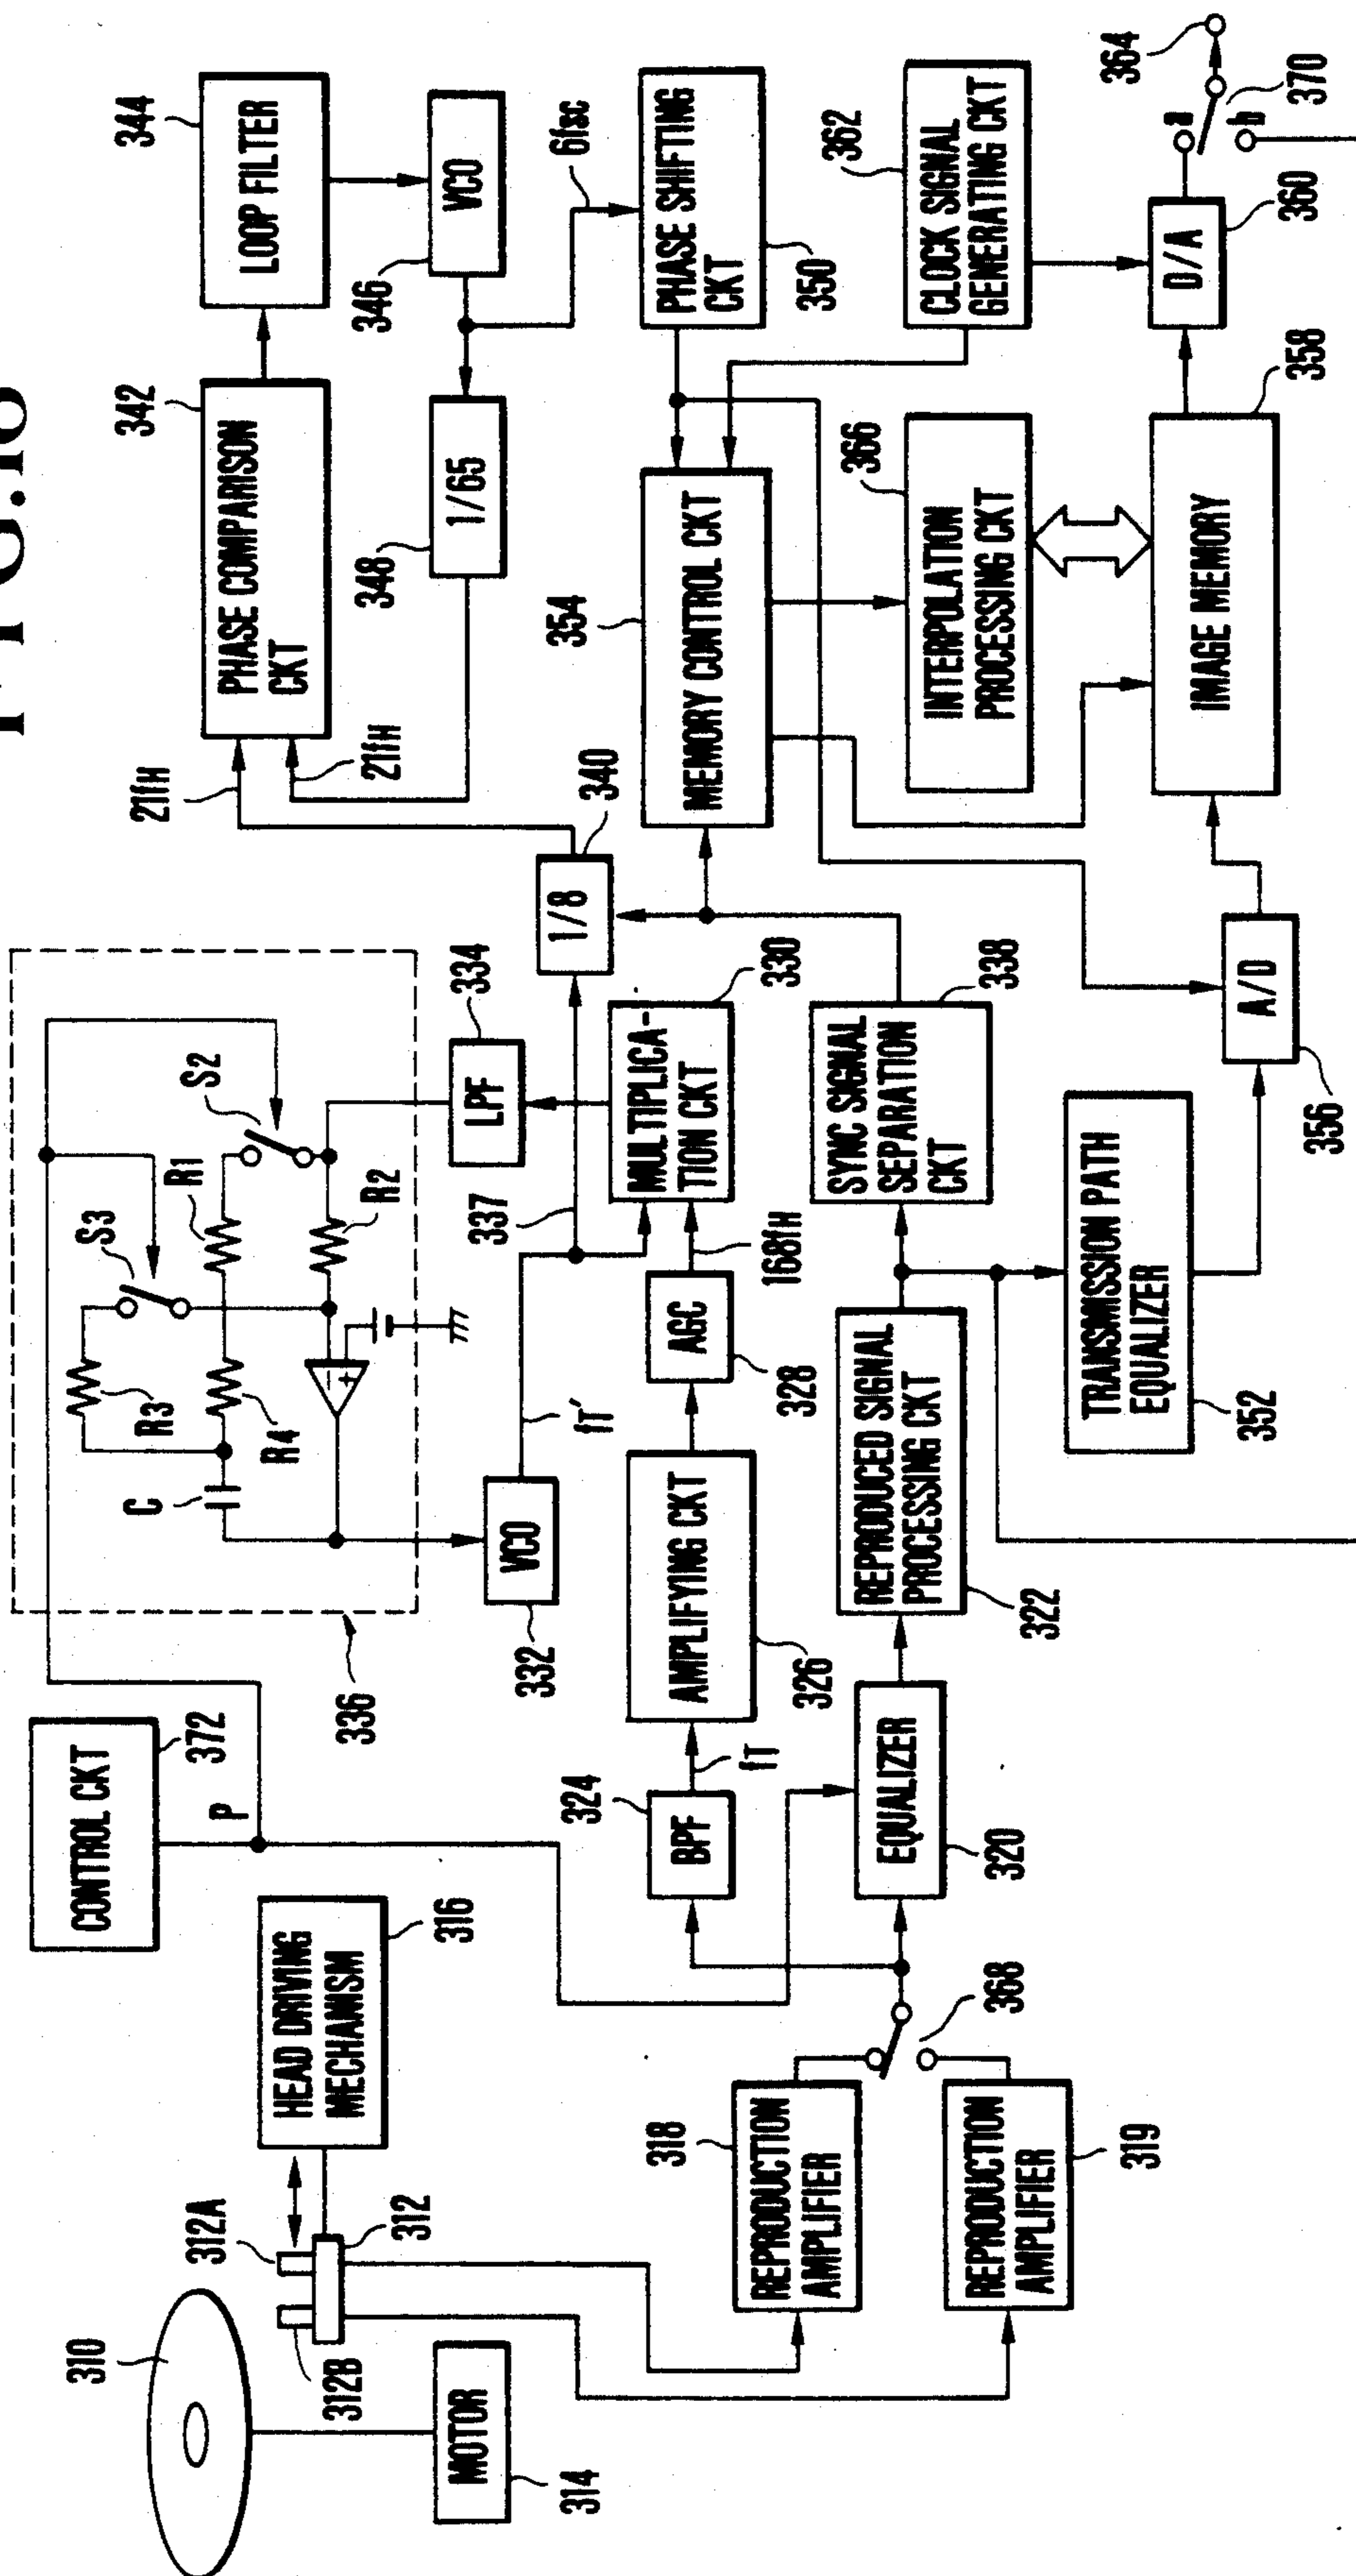 FIG.18
310
312A
312B
312
MOTOR
314
HEAD DRIVING
MECHANISM
316
CONTROL CKT
372
P
336
S3
S2
R3
R1
R4
R2
C
VCO
332
fT'
337
LPF
334
MULTIPLICA-
TION CKT
330
168fH
AGC
328
AMPLIFYING CKT
326
fT
BPF
324
REPRODUCTION
AMPLIFIER
318
REPRODUCTION
AMPLIFIER
319
368
EQUALIZER
320
REPRODUCED SIGNAL
PROCESSING CKT
322
SYNC SIGNAL
SEPARATION
CKT
338
TRANSMISSION PATH
EQUALIZER
352
A/D
356
1/8
340
21fH
21fH
PHASE COMPARISON
CKT
342
LOOP FILTER
344
VCO
346
1/65
348
6fsc
PHASE SHIFTING
CKT
350
MEMORY CONTROL CKT
354
CLOCK SIGNAL
GENERATING CKT
362
INTERPOLATION
PROCESSING CKT
366
IMAGE MEMORY
358
D/A
360
a
b
364
370